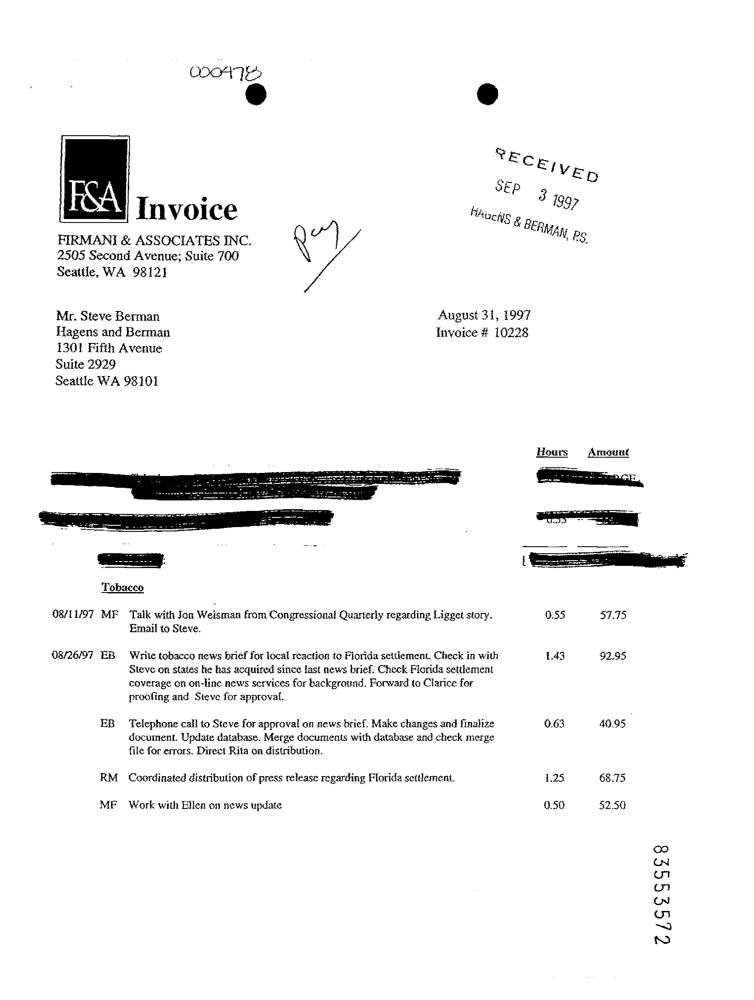 000478
RECEIVED
SEP 3 1997
HAGENS & BERMAN, P.S.
F&A Invoice
pay
FIRMANI & ASSOCIATES INC.
2505 Second Avenue; Suite 700
Seattle, WA 98121
Mr. Steve Berman
Hagens and Berman
1301 Fifth Avenue
Suite 2929
Seattle WA 98101
August 31, 1997
Invoice # 10228
Hours Amount
Tobacco
08/11/97 MF Talk with Jon Weisman from Congressional Quarterly regarding Ligget story. 0.55 57.75
Email to Steve.
08/26/97 EB Write tobacco news brief for local reaction to Florida settlement. Check in with 1.43 92.95
Steve on states he has acquired since last news brief. Check Florida settlement
coverage on on-line news services for background. Forward to Clarice for
proofing and Steve for approval.
EB Telephone call to Steve for approval on news brief. Make changes and finalize 0.63 40.95
document. Update database. Merge documents with database and check merge
file for errors. Direct Rita on distribution.
RM Coordinated distribution of press release regarding Florida settlement. 1.25 68.75
MF Work with Ellen on news update 0.50 52.50
83553572